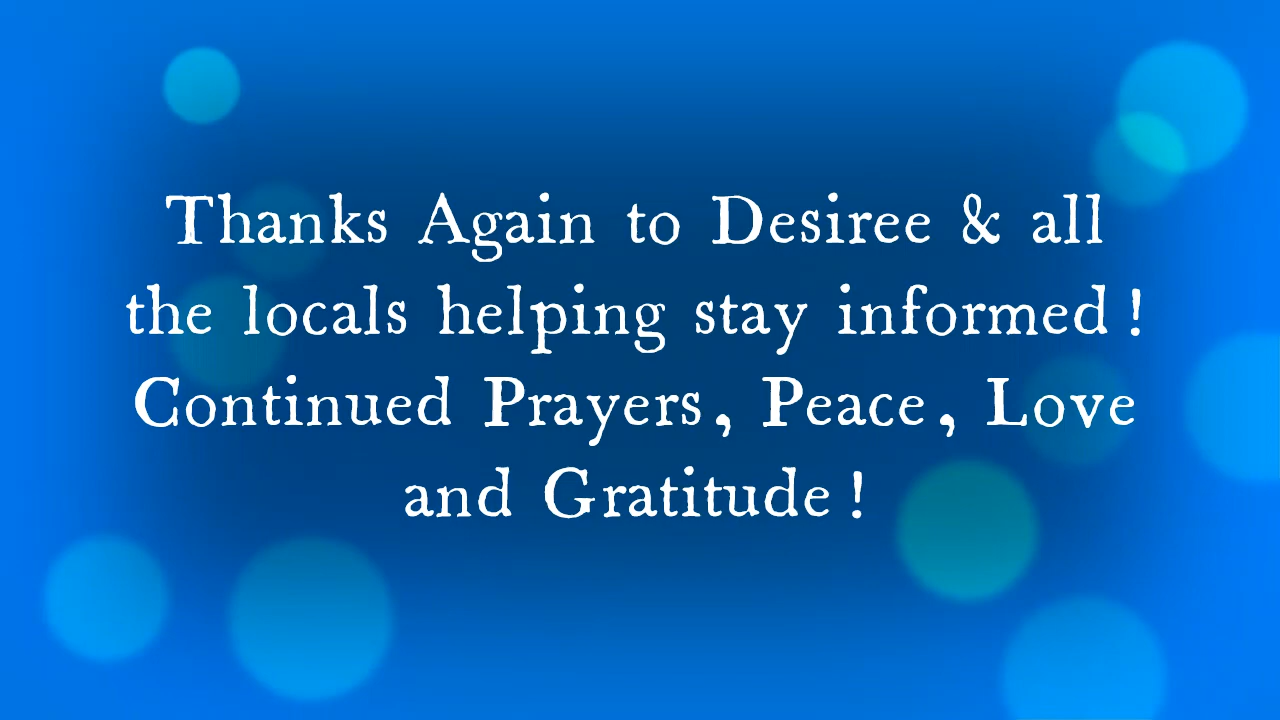 Thanks Again to Desiree & all
the locals helping stay informed!
Continued Prayers, Peace, Love
and Gratitude!